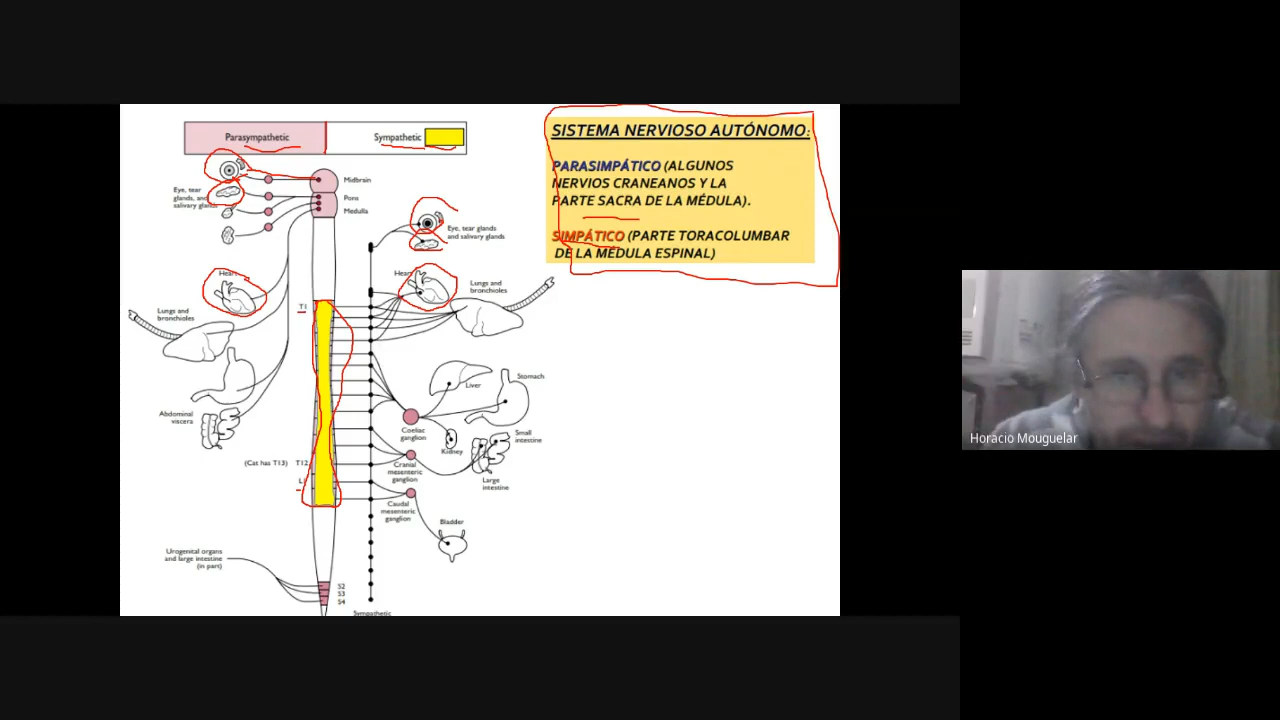 Parasympathetic
Sympathetic
Eye, tear
glands, and
salivary glands
Midbrain
Pons
Medulla
Heart
Lungs and
bronchioles
Abdominal
viscera
T1
(Cat has T13) T12
L1
Urogenital organs
and large intestine
(in part)
S2
S3
S4
Eye, tear glands
and salivary glands
Heart
Lungs and
bronchioles
Liver
Stomach
Coeliac
ganglion
Kidney
Small
intestine
Cranial
mesenteric
ganglion
Large
intestine
Caudal
mesenteric
ganglion
Bladder
Sympathetic
SISTEMA NERVIOSO AUTÓNOMO:
PARASIMPÁTICO (ALGUNOS
NERVIOS CRANEANOS Y LA
PARTE SACRA DE LA MÉDULA).
SIMPÁTICO (PARTE TORACOLUMBAR
DE LA MÉDULA ESPINAL)
Horacio Mouguelar